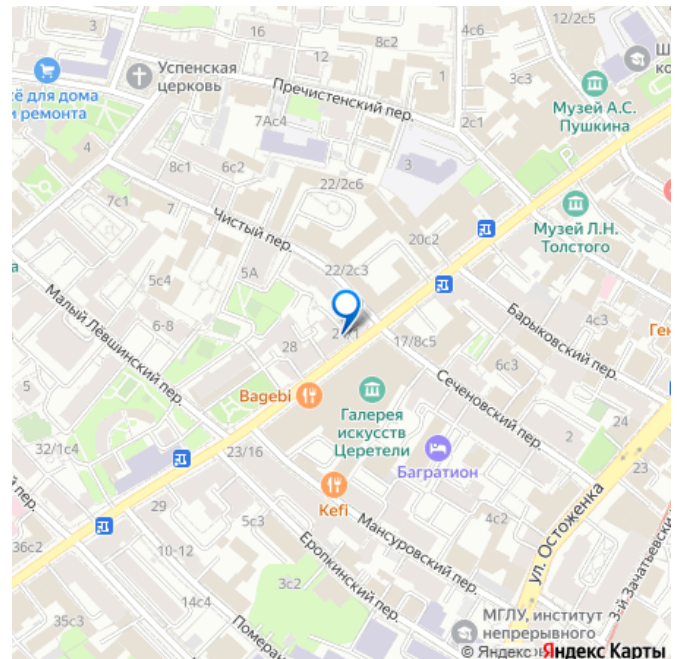 3
16
8с2
4с6
12/2с6
12
1
3с3
Успенская
церковь
Пречистенский пер.
Музей А.С.
Пушкина
для дома
ремонта
7Ас4
2с1
4
8с1
6с2
3
22/2с6
7с1
7
Музей Л.Н.
Толстого
Чистый пер.
20с2
5А
22/2с3
5с4
Малый Лёвшинский пер.
6-8
Барыковский пер.
4с3
28
17/8с5
6с3
5
Bagebi
Галерея
искусств
Церетели
Сеченовский пер.
24
2
32/1с4
23/16
Багратион
23
29
Kefi
4с2
ул. Остоженка
36с2
5с3
Мансуровский пер.
10-12
Еропкинский пер.
3с2
14с4
35с3
МГЛУ, институт
непрерывного
© Яндекс
Яндекс Карты